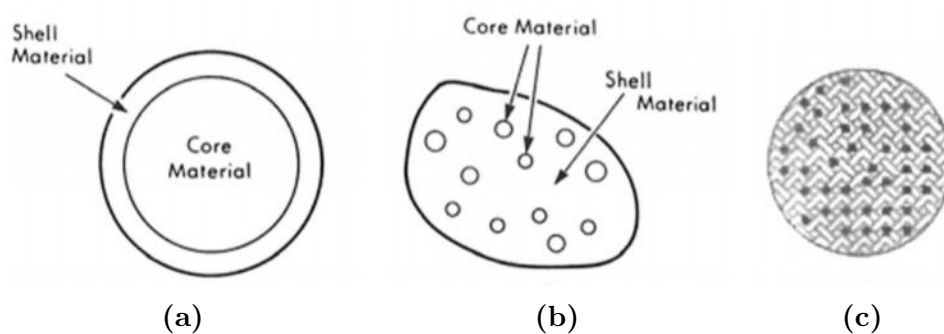 Shell
Material
Core
Material
Core Material
Shell
Material
(a)
(b)
(c)